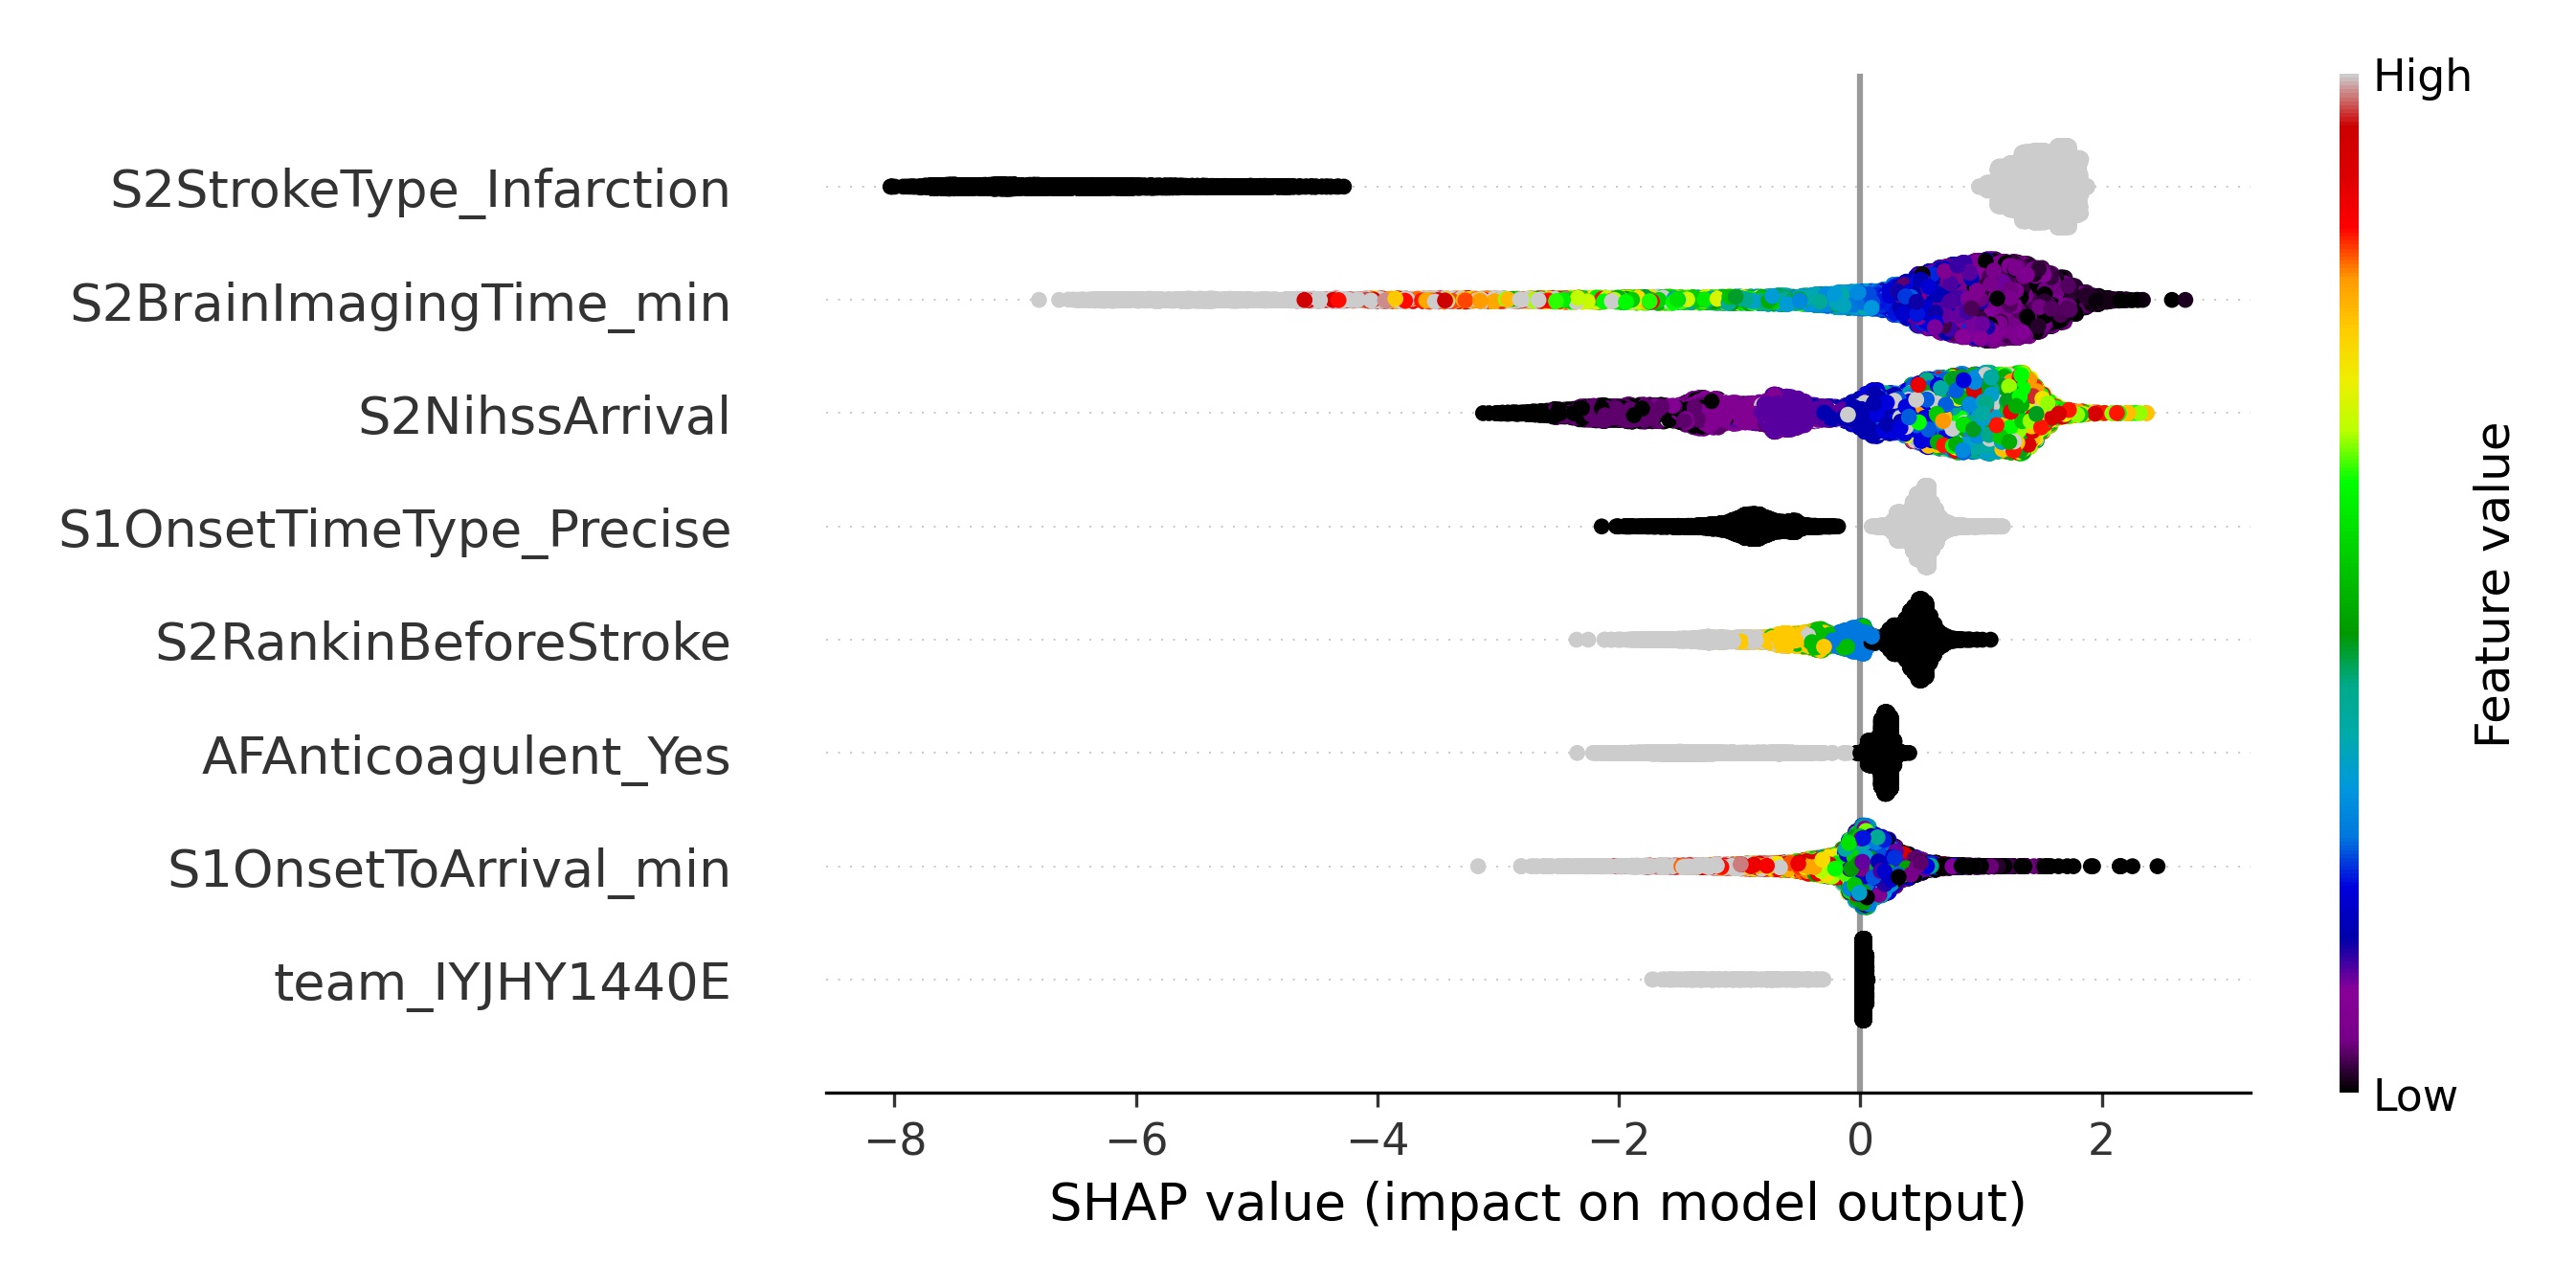 High
S2StrokeType_Infarction
S2BrainImagingTime_min
S2NihssArrival
S1OnsetTimeType_Precise
S2RankinBeforeStroke
AFAnticoagulent_Yes
S1OnsetToArrival_min
team_IYJHY1440E
Feature value
Low
−8 −6 −4 −2 0 2
SHAP value (impact on model output)